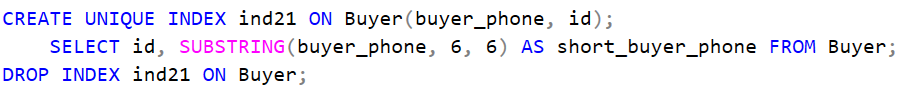 CREATE UNIQUE INDEX ind21 ON Buyer(buyer_phone, id);
    SELECT id, SUBSTRING(buyer_phone, 6, 6) AS short_buyer_phone FROM Buyer;
DROP INDEX ind21 ON Buyer;